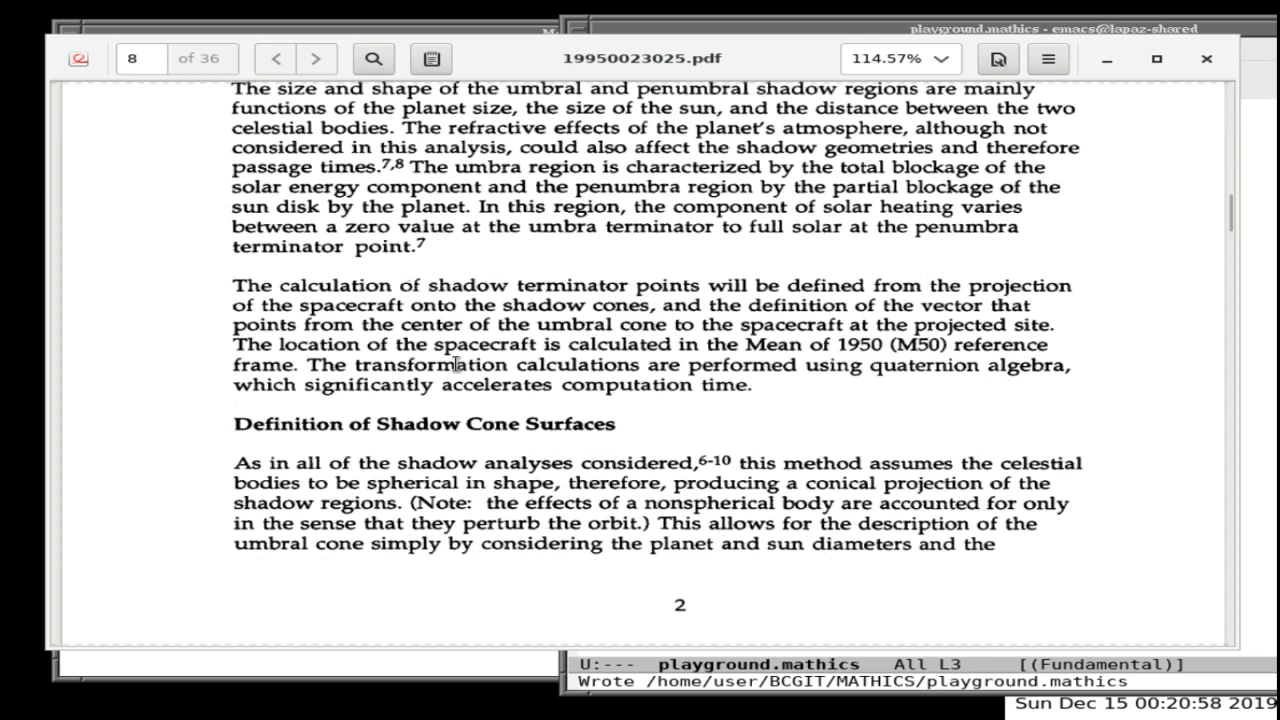 playground.mathics - emacs@lapaz-shared
8 of 36
19950023025.pdf
114.57%
The size and shape of the umbral and penumbral shadow regions are mainly
functions of the planet size, the size of the sun, and the distance between the two
celestial bodies. The refractive effects of the planet's atmosphere, although not
considered in this analysis, could also affect the shadow geometries and therefore
passage times.7,8 The umbra region is characterized by the total blockage of the
solar energy component and the penumbra region by the partial blockage of the
sun disk by the planet. In this region, the component of solar heating varies
between a zero value at the umbra terminator to full solar at the penumbra
terminator point.7
The calculation of shadow terminator points will be defined from the projection
of the spacecraft onto the shadow cones, and the definition of the vector that
points from the center of the umbral cone to the spacecraft at the projected site.
The location of the spacecraft is calculated in the Mean of 1950 (M50) reference
frame. The transformation calculations are performed using quaternion algebra,
which significantly accelerates computation time.
Definition of Shadow Cone Surfaces
As in all of the shadow analyses considered,6-10 this method assumes the celestial
bodies to be spherical in shape, therefore, producing a conical projection of the
shadow regions. (Note: the effects of a nonspherical body are accounted for only
in the sense that they perturb the orbit.) This allows for the description of the
umbral cone simply by considering the planet and sun diameters and the
2
U:--- playground.mathics All L3 [(Fundamental)]
Wrote /home/user/BCGIT/MATHICS/playground.mathics
Sun Dec 15 00:20:58 2019